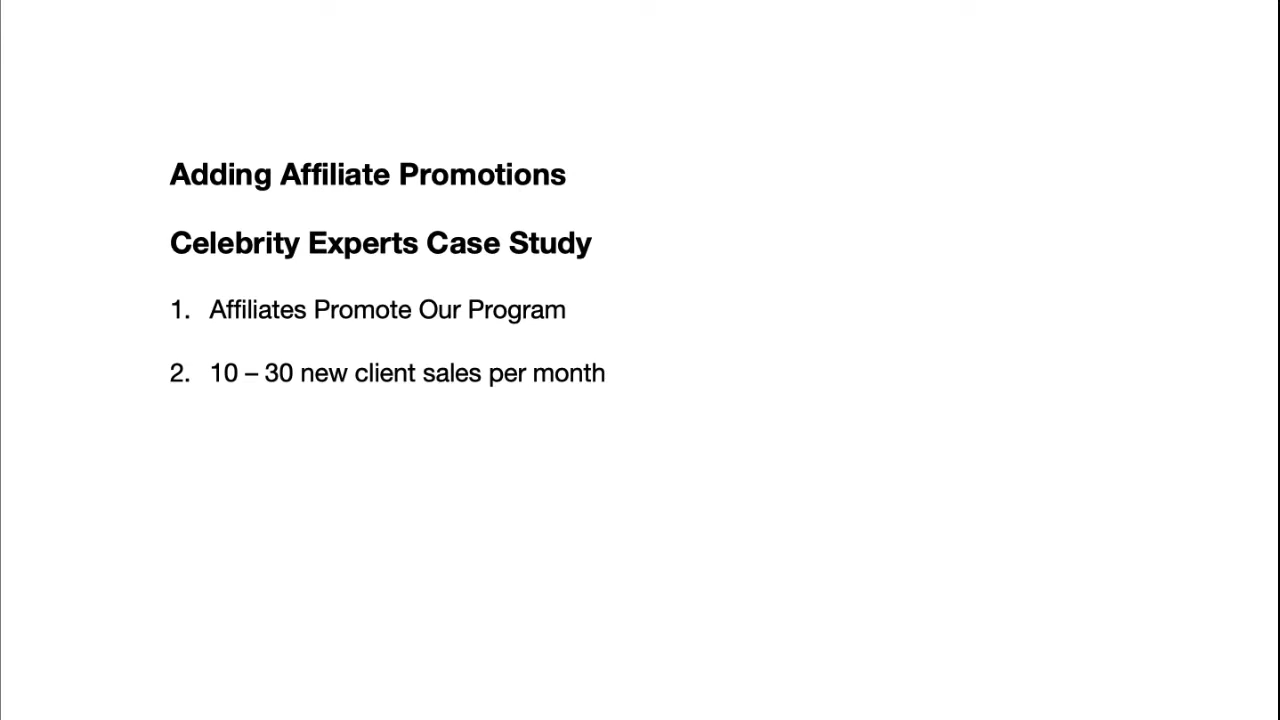 Adding Affiliate Promotions
Celebrity Experts Case Study
1. Affiliates Promote Our Program
2. 10 – 30 new client sales per month